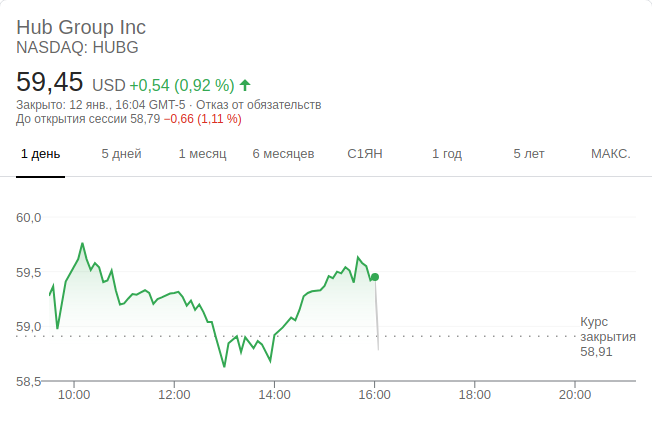 Hub Group Inc
NASDAQ: HUBG
59,45 USD +0,54 (0,92 %)
Закрыто: 12 янв., 16:04 GMT-5 · Отказ от обязательств
До открытия сессии 58,79 −0,66 (1,11 %)
1 день 5 дней 1 месяц 6 месяцев С1ЯН 1 год 5 лет МАКС.
60,0
59,5
59,0
Курс
закрытия
58,91
58,5
10:00 12:00 14:00 16:00 18:00 20:00